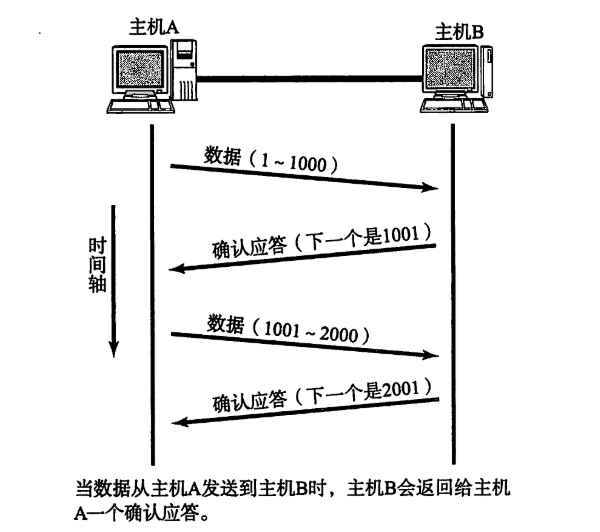 主机A
主机B
数据（1~1000）
确认应答（下一个是1001）
时间轴
数据（1001~2000）
确认应答（下一个是2001）
当数据从主机A发送到主机B时，主机B会返回给主机
A一个确认应答。